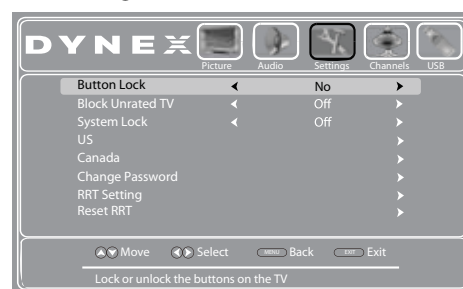 DYNEX
Picture Audio Settings Channels USB
Button Lock No
Block Unrated TV Off
System Lock Off
US
Canada
Change Password
RRT Setting
Reset RRT
Move Select MENU Back EXIT Exit
Lock or unlock the buttons on the TV